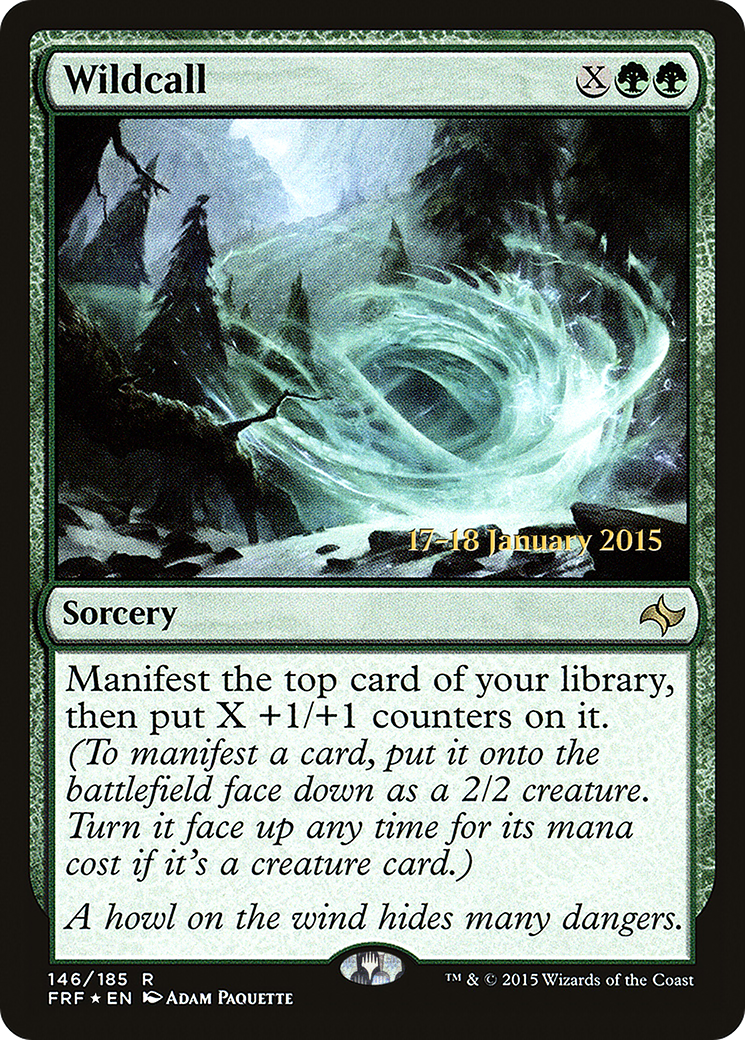 Wildcall
X
17–18 January 2015
Sorcery
Manifest the top card of your library,
then put X +1/+1 counters on it.
(To manifest a card, put it onto the
battlefield face down as a 2/2 creature.
Turn it face up any time for its mana
cost if it's a creature card.)
A howl on the wind hides many dangers.
146/185 R
™ & © 2015 Wizards of the Coast
FRF ★ EN Adam Paquette